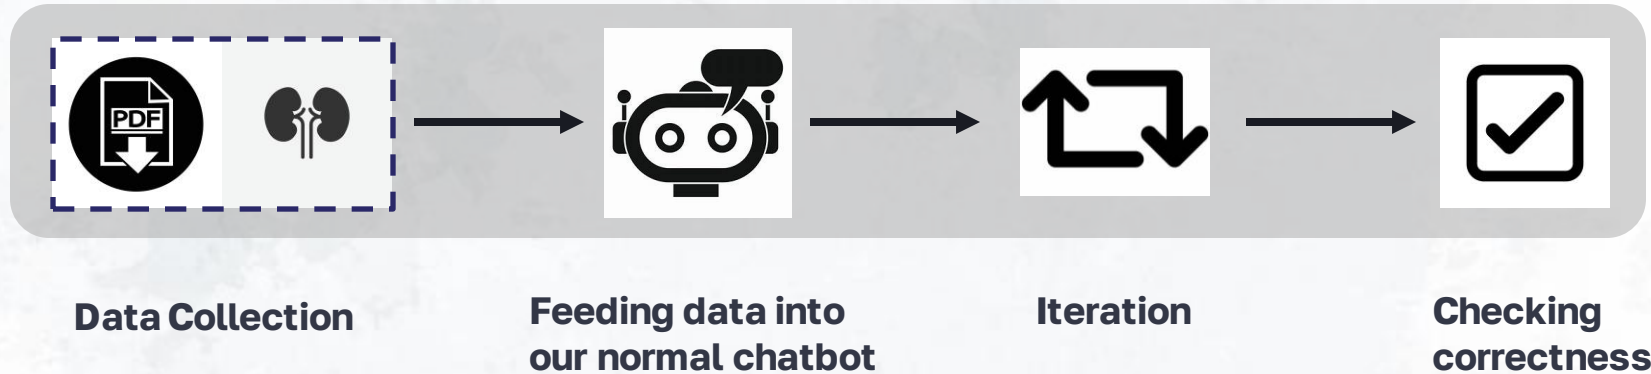 PDF
Data Collection
Feeding data into
our normal chatbot
Iteration
Checking
correctness